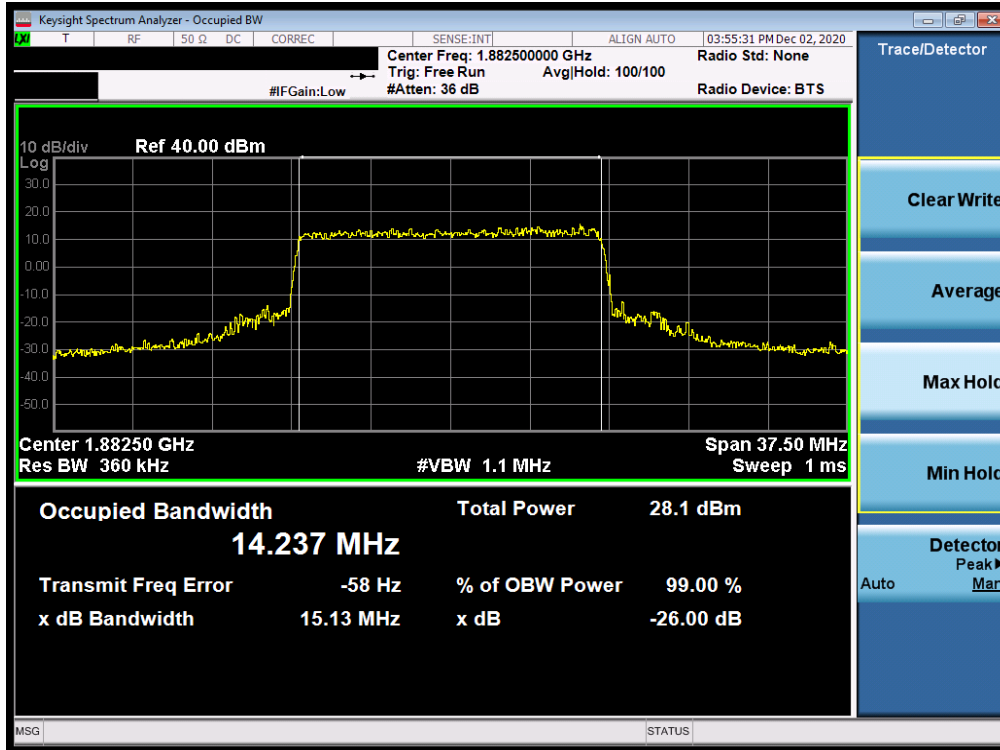 Keysight Spectrum Analyzer - Occupied BW
LXI T RF 50 Ω DC CORREC SENSE:INT ALIGN AUTO 03:55:31 PM Dec 02, 2020
Center Freq: 1.882500000 GHz Radio Std: None
Trig: Free Run Avg|Hold: 100/100
#IFGain:Low #Atten: 36 dB Radio Device: BTS
10 dB/div Ref 40.00 dBm
Log
30.0
20.0
10.0
0.00
-10.0
-20.0
-30.0
-40.0
-50.0
Center 1.88250 GHz Span 37.50 MHz
Res BW 360 kHz #VBW 1.1 MHz Sweep 1 ms
Occupied Bandwidth Total Power 28.1 dBm
14.237 MHz
Transmit Freq Error -58 Hz % of OBW Power 99.00 %
x dB Bandwidth 15.13 MHz x dB -26.00 dB
Trace/Detector
Clear Write
Average
Max Hold
Min Hold
Detector
Peak
Auto Man
MSG STATUS